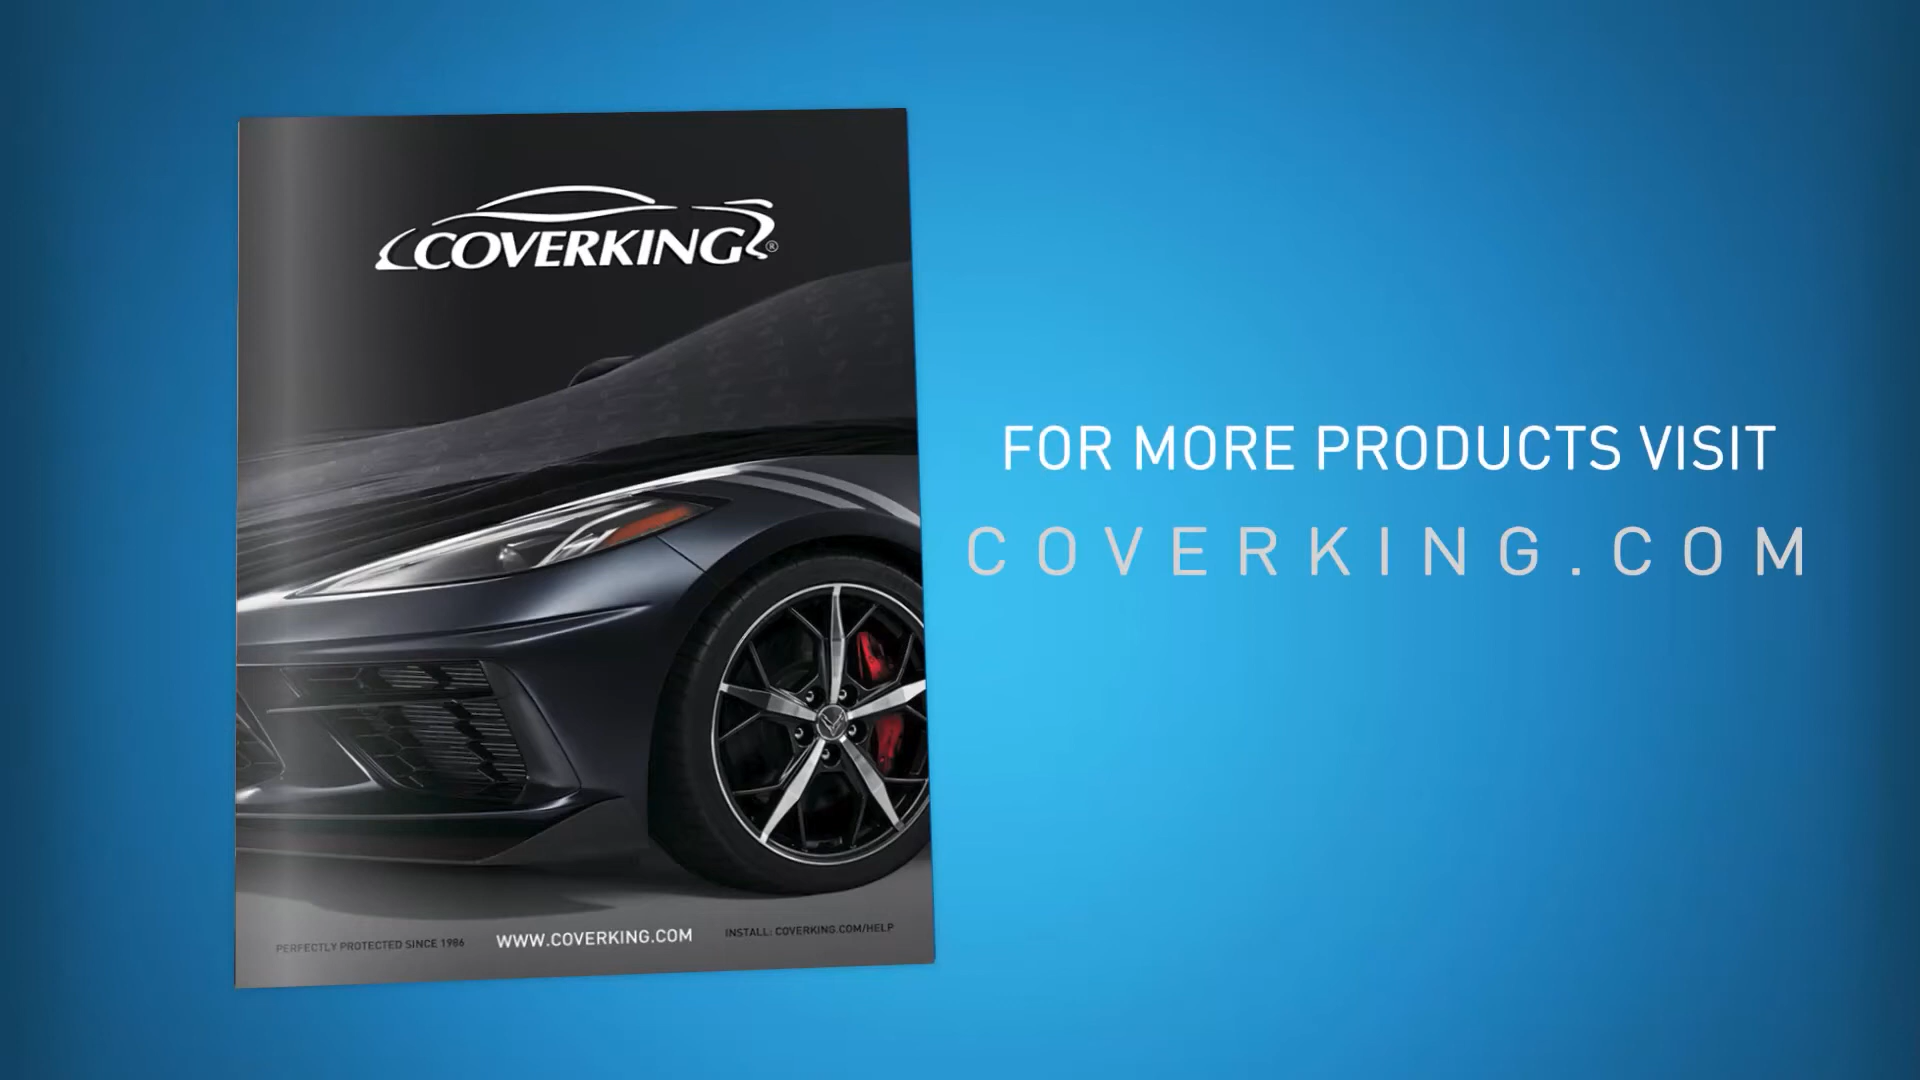 COVERKING®
PERFECTLY PROTECTED SINCE 1986
WWW.COVERKING.COM
INSTALL: COVERKING.COM/HELP
FOR MORE PRODUCTS VISIT
COVERKING.COM